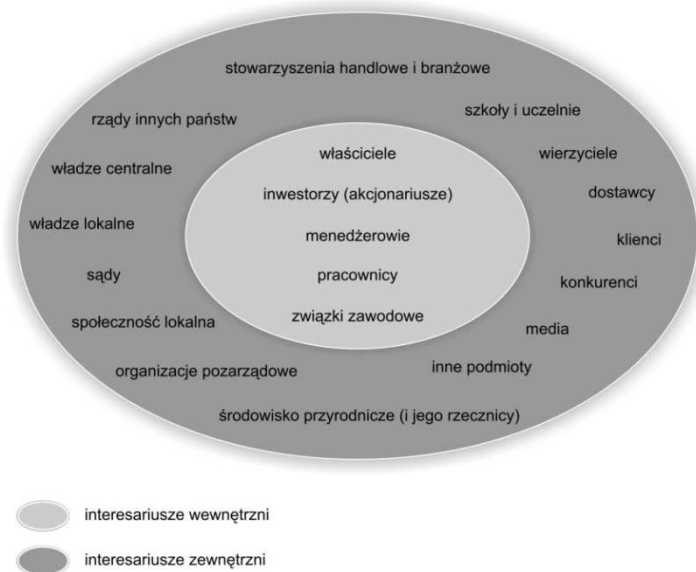 stowarzyszenia handlowe i branżowe
szkoły i uczelnie
rządy innych państw
właściciele
wierzyciele
władze centralne
inwestorzy (akcjonariusze)
dostawcy
władze lokalne
menedżerowie
klienci
sądy
pracownicy
konkurenci
społeczność lokalna
związki zawodowe
media
organizacje pozarządowe
inne podmioty
środowisko przyrodnicze (i jego rzecznicy)
interesariusze wewnętrzni
interesariusze zewnętrzni